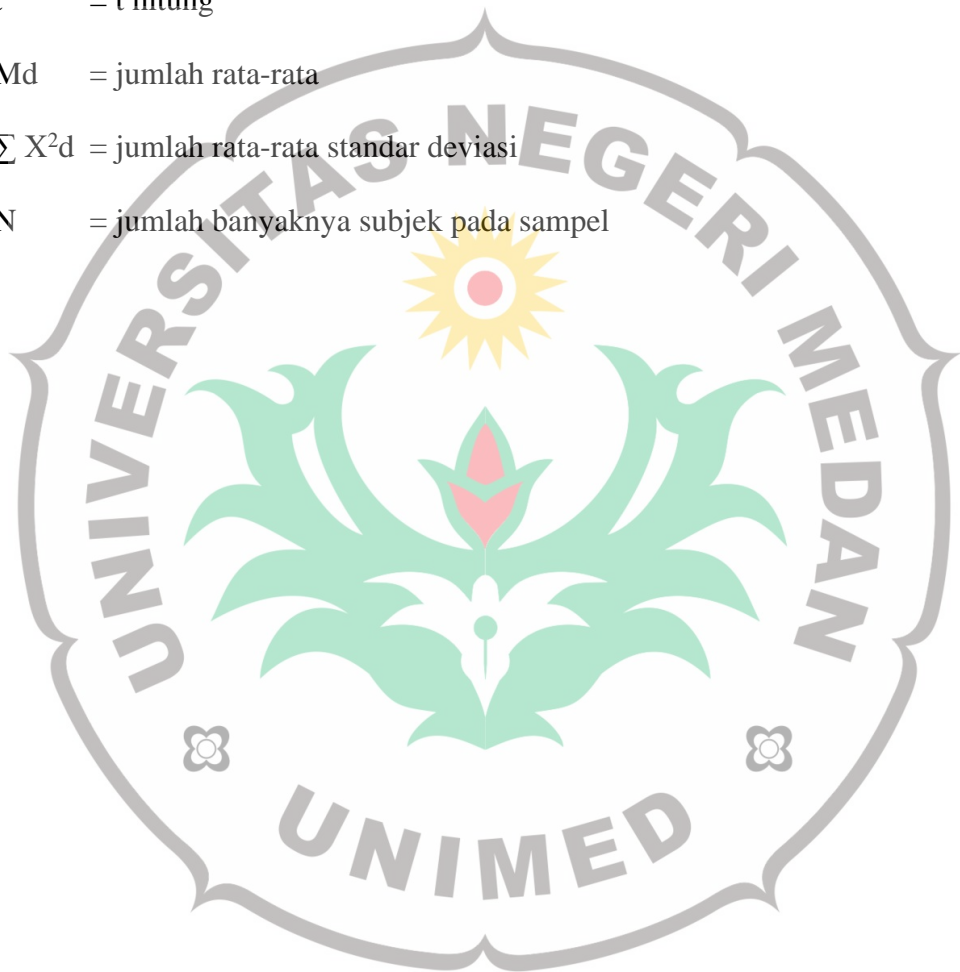 = t hitung
Md = jumlah rata-rata
∑ X²d = jumlah rata-rata standar deviasi
N = jumlah banyaknya subjek pada sampel
UNIVERSITAS NEGERI MEDAN
UNIMED